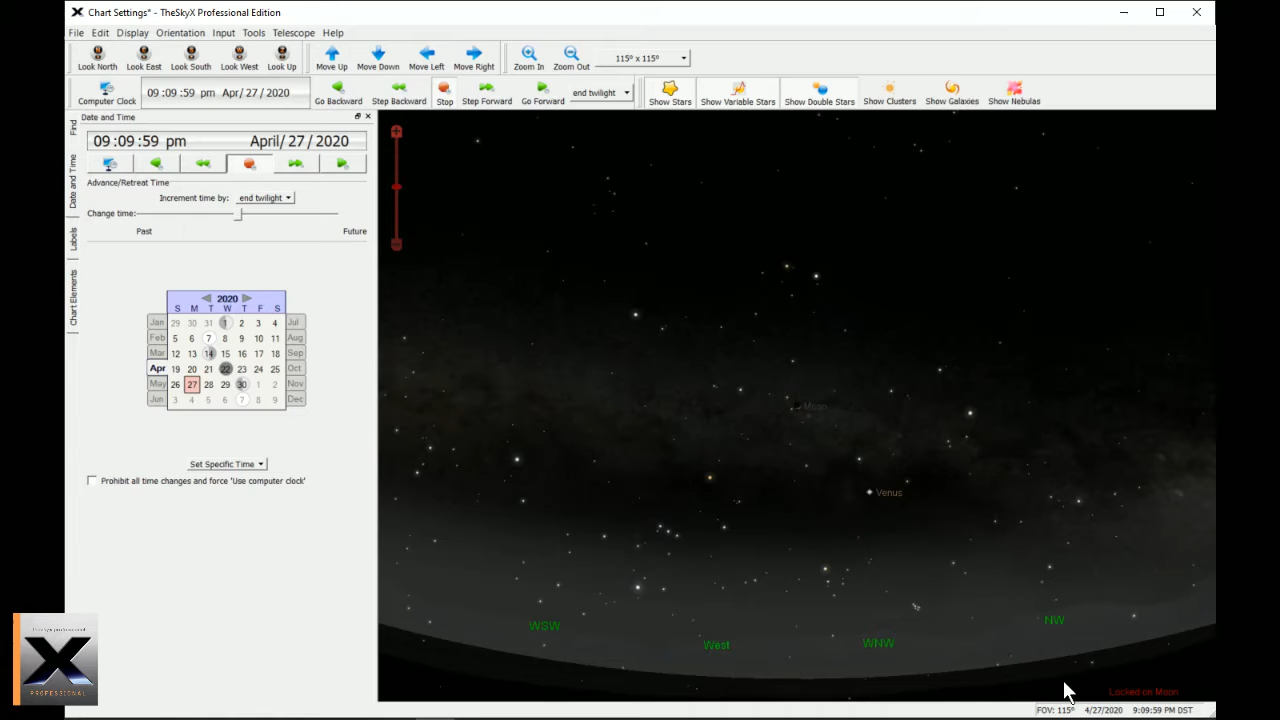 Chart Settings* - TheSkyX Professional Edition
File Edit Display Orientation Input Tools Telescope Help
Look North Look East Look South Look West Look Up Move Up Move Down Move Left Move Right Zoom In Zoom Out 115º x 115º
Computer Clock 09 :09 : 59 pm Apr/ 27 / 2020 Go Backward Step Backward Stop Step Forward Go Forward end twilight Show Stars Show Variable Stars Show Double Stars Show Clusters Show Galaxies Show Nebulas
Find
Date and Time
Labels
Chart Elements
Date and Time
09 :09 : 59 pm April/ 27 / 2020
Advance/Retreat Time
Increment time by: end twilight
Change time:
Past Future
2020
S M T W T F S
Jan 29 30 31 1 2 3 4 Jul
Feb 5 6 7 8 9 10 11 Aug
Mar 12 13 14 15 16 17 18 Sep
Apr 19 20 21 22 23 24 25 Oct
May 26 27 28 29 30 1 2 Nov
Jun 3 4 5 6 7 8 9 Dec
Set Specific Time
Prohibit all time changes and force 'Use computer clock'
Moon
Venus
WSW
West
WNW
NW
Locked on Moon
FOV: 115º 4/27/2020 9:09:59 PM DST
TheSkyX professional
X
PROFESSIONAL